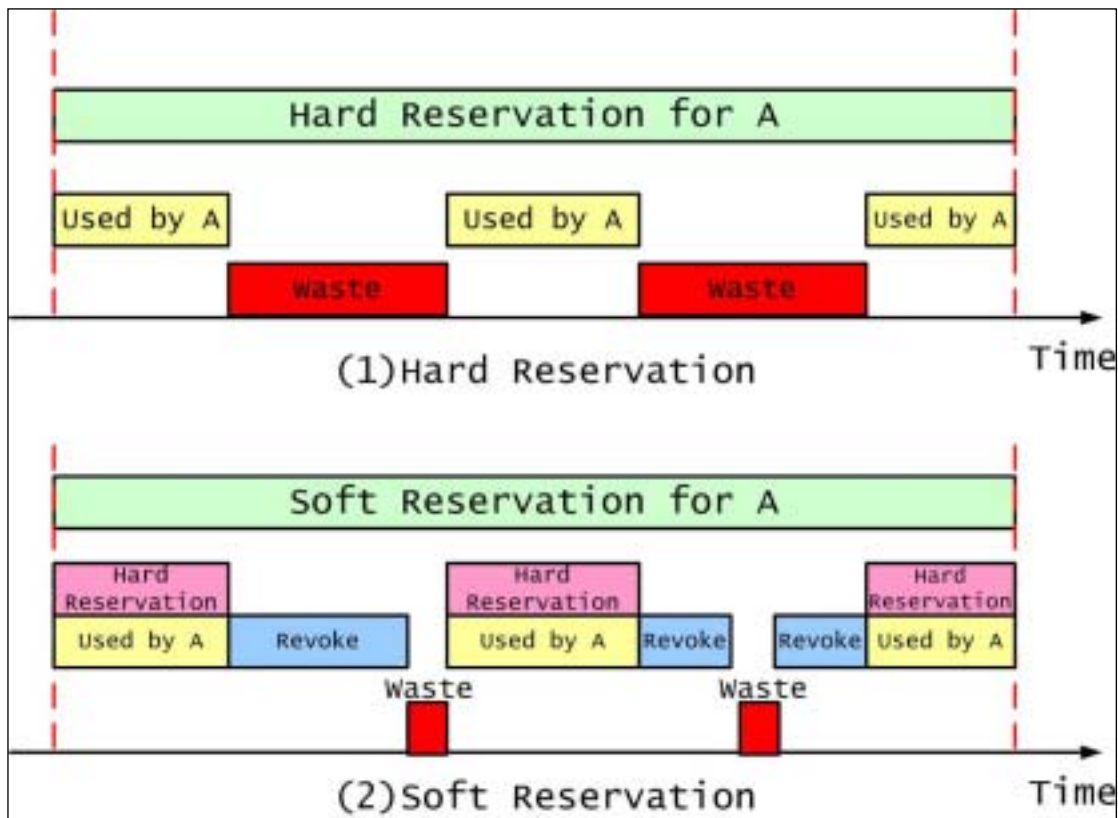 Hard Reservation for A
Used by A
Used by A
Used by A
Waste
Waste
Time
(1)Hard Reservation
Soft Reservation for A
Hard
Reservation
Hard
Reservation
Hard
Reservation
Used by A
Revoke
Used by A
Revoke
Revoke
Used by A
Waste
Waste
Time
(2)Soft Reservation